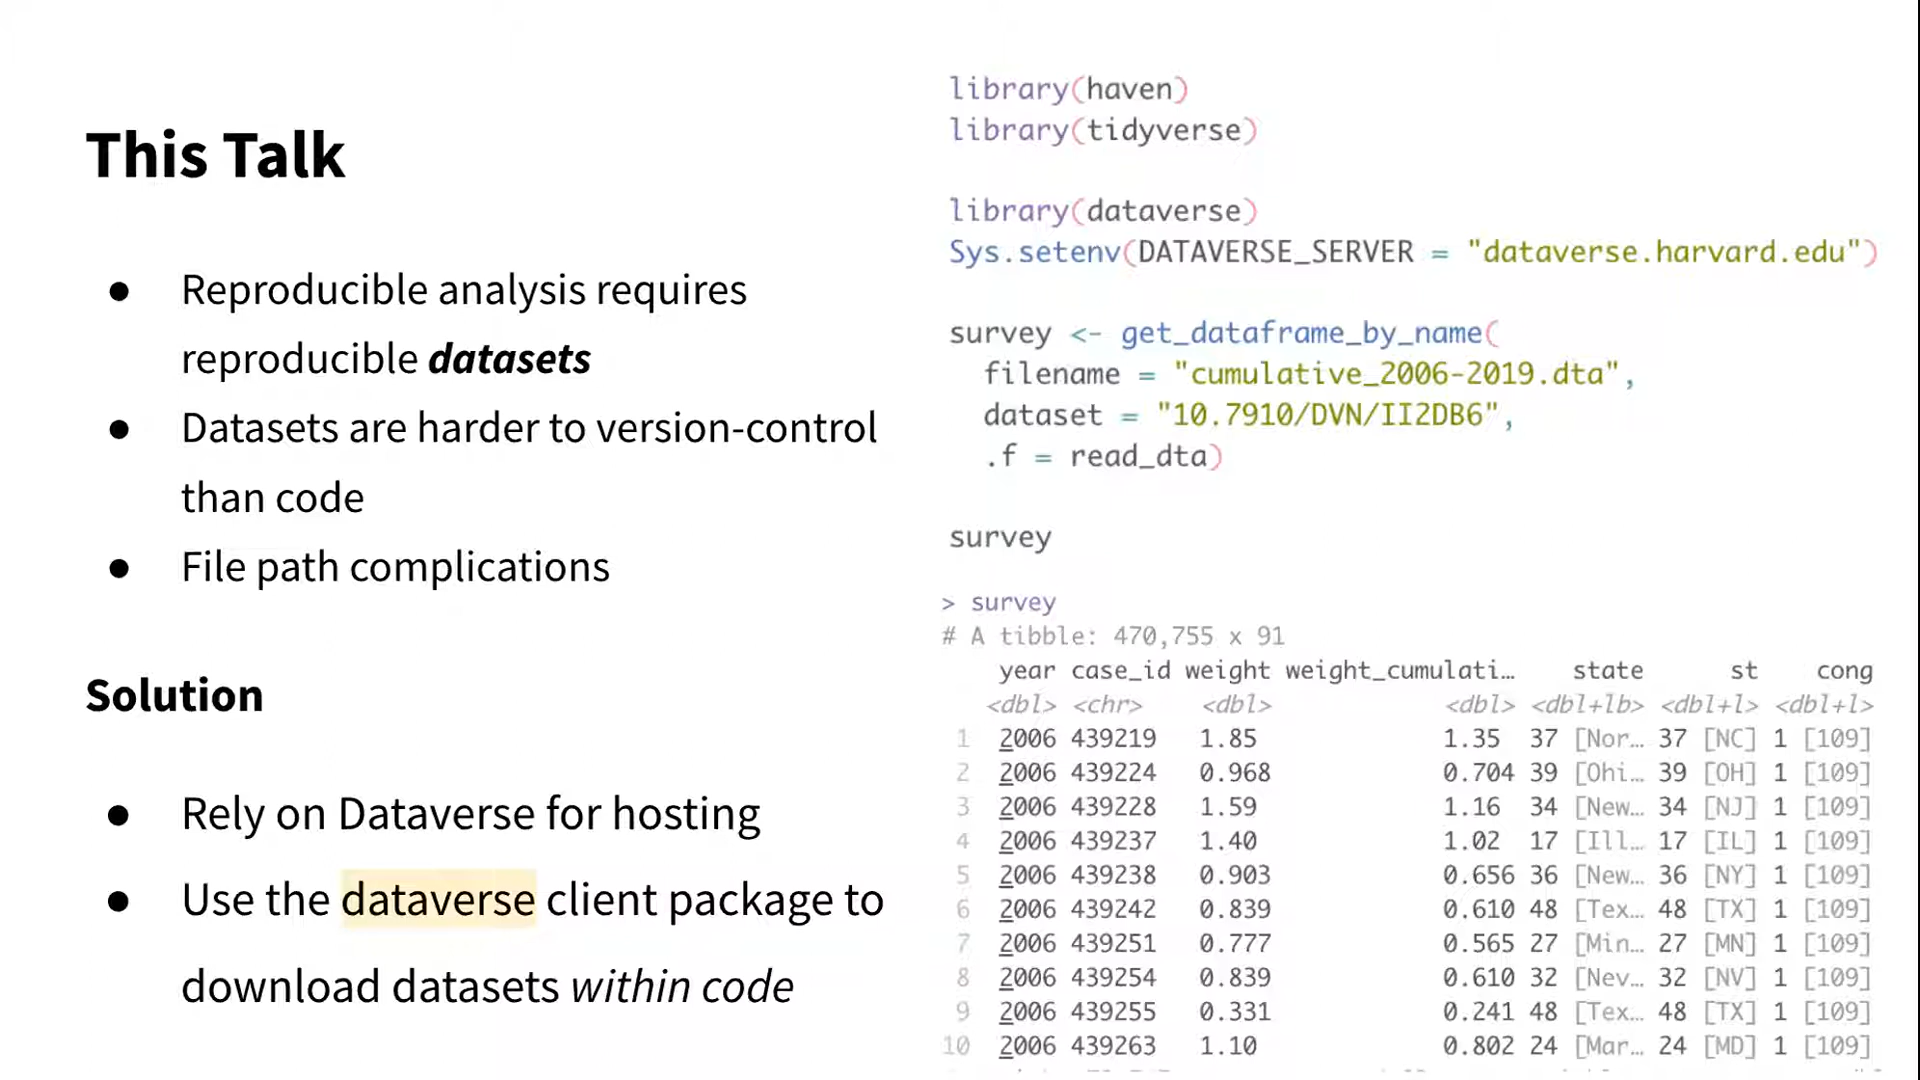 This Talk
● Reproducible analysis requires
reproducible datasets
● Datasets are harder to version-control
than code
● File path complications
Solution
● Rely on Dataverse for hosting
● Use the dataverse client package to
download datasets within code
library(haven)
library(tidyverse)
library(dataverse)
Sys.setenv(DATAVERSE_SERVER = "dataverse.harvard.edu")
survey <- get_dataframe_by_name(
filename = "cumulative_2006-2019.dta",
dataset = "10.7910/DVN/II2DB6",
.f = read_dta)
survey
> survey
# A tibble: 470,755 x 91
year case_id weight weight_cumulati… state st cong
<dbl> <chr> <dbl> <dbl> <dbl+lb> <dbl+l> <dbl+l>
1 2006 439219 1.85 1.35 37 [Nor… 37 [NC] 1 [109]
2 2006 439224 0.968 0.704 39 [Ohi… 39 [OH] 1 [109]
3 2006 439228 1.59 1.16 34 [New… 34 [NJ] 1 [109]
4 2006 439237 1.40 1.02 17 [Ill… 17 [IL] 1 [109]
5 2006 439238 0.903 0.656 36 [New… 36 [NY] 1 [109]
6 2006 439242 0.839 0.610 48 [Tex… 48 [TX] 1 [109]
7 2006 439251 0.777 0.565 27 [Min… 27 [MN] 1 [109]
8 2006 439254 0.839 0.610 32 [Nev… 32 [NV] 1 [109]
9 2006 439255 0.331 0.241 48 [Tex… 48 [TX] 1 [109]
10 2006 439263 1.10 0.802 24 [Mar… 24 [MD] 1 [109]